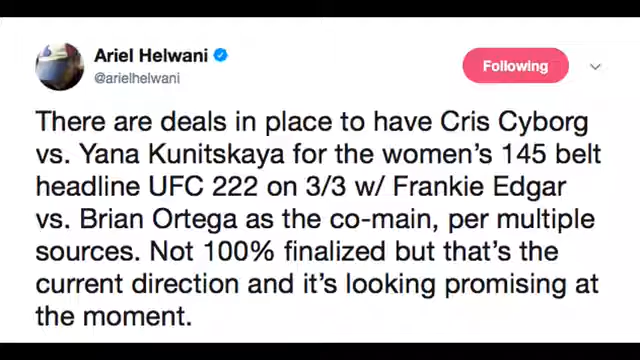 Ariel Helwani
@arielhelwani
Following
There are deals in place to have Cris Cyborg
vs. Yana Kunitskaya for the women’s 145 belt
headline UFC 222 on 3/3 w/ Frankie Edgar
vs. Brian Ortega as the co-main, per multiple
sources. Not 100% finalized but that’s the
current direction and it’s looking promising at
the moment.